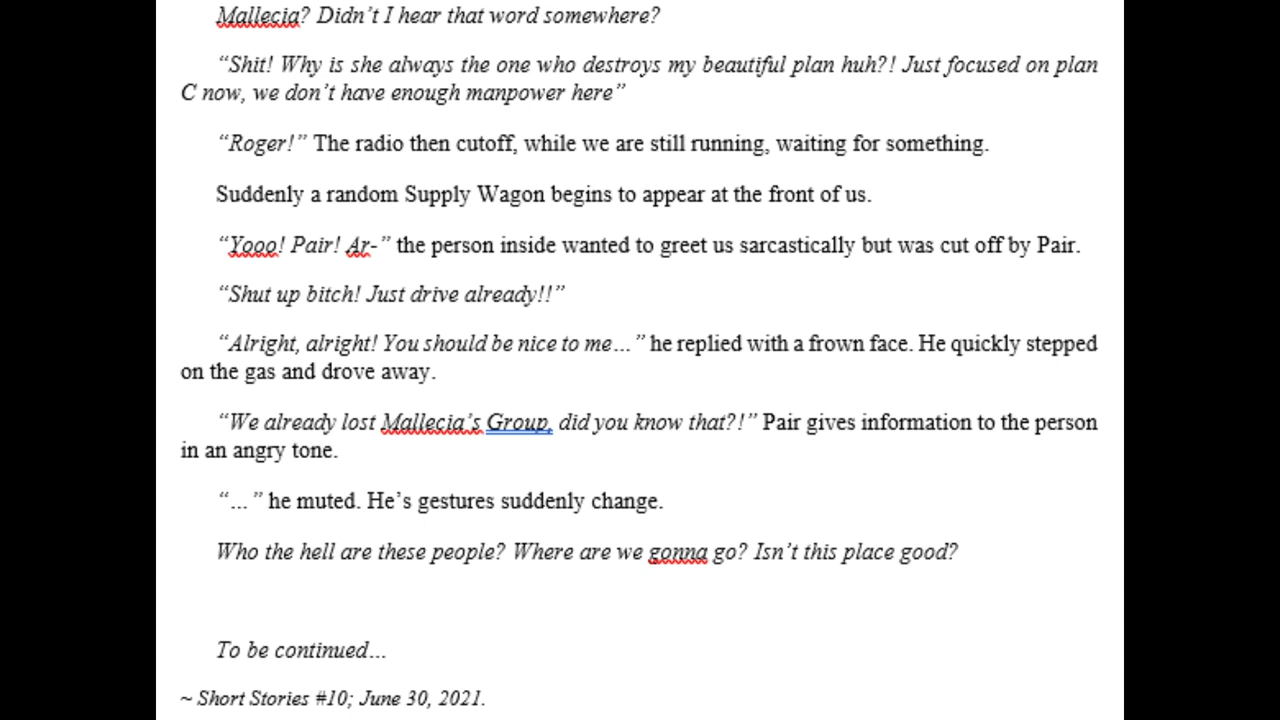 Mallecia? Didn’t I hear that word somewhere?
“Shit! Why is she always the one who destroys my beautiful plan huh?! Just focused on plan
C now, we don’t have enough manpower here”
“Roger!” The radio then cutoff, while we are still running, waiting for something.
Suddenly a random Supply Wagon begins to appear at the front of us.
“Yooo! Pair! Ar-” the person inside wanted to greet us sarcastically but was cut off by Pair.
“Shut up bitch! Just drive already!!”
“Alright, alright! You should be nice to me…” he replied with a frown face. He quickly stepped
on the gas and drove away.
“We already lost Mallecia’s Group, did you know that?!” Pair gives information to the person
in an angry tone.
“…” he muted. He’s gestures suddenly change.
Who the hell are these people? Where are we gonna go? Isn’t this place good?
To be continued…
~ Short Stories #10; June 30, 2021.